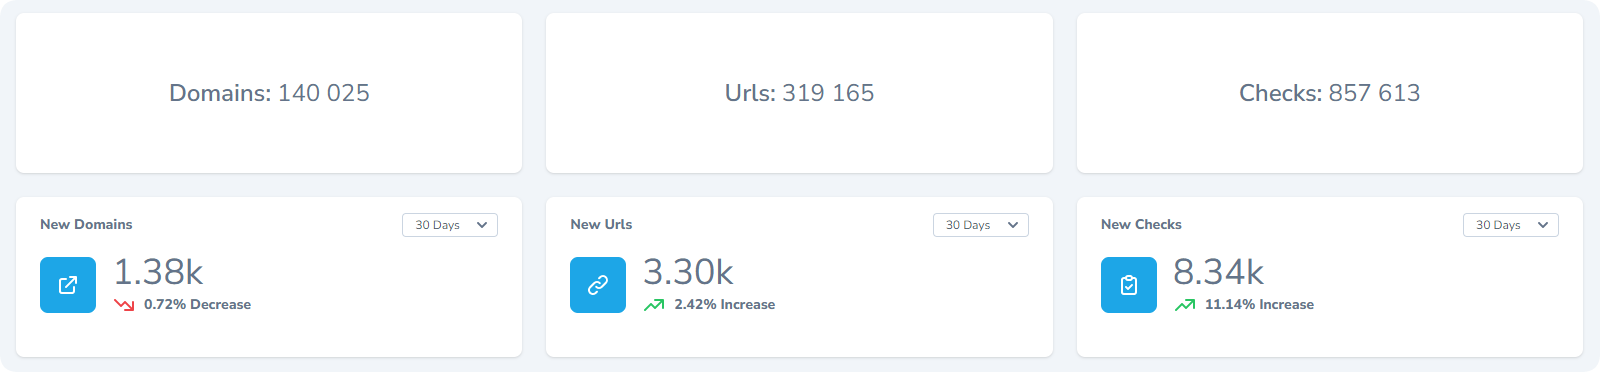 Domains: 140 025
Urls: 319 165
Checks: 857 613
New Domains
30 Days
1.38k
0.72% Decrease
New Urls
30 Days
3.30k
2.42% Increase
New Checks
30 Days
8.34k
11.14% Increase